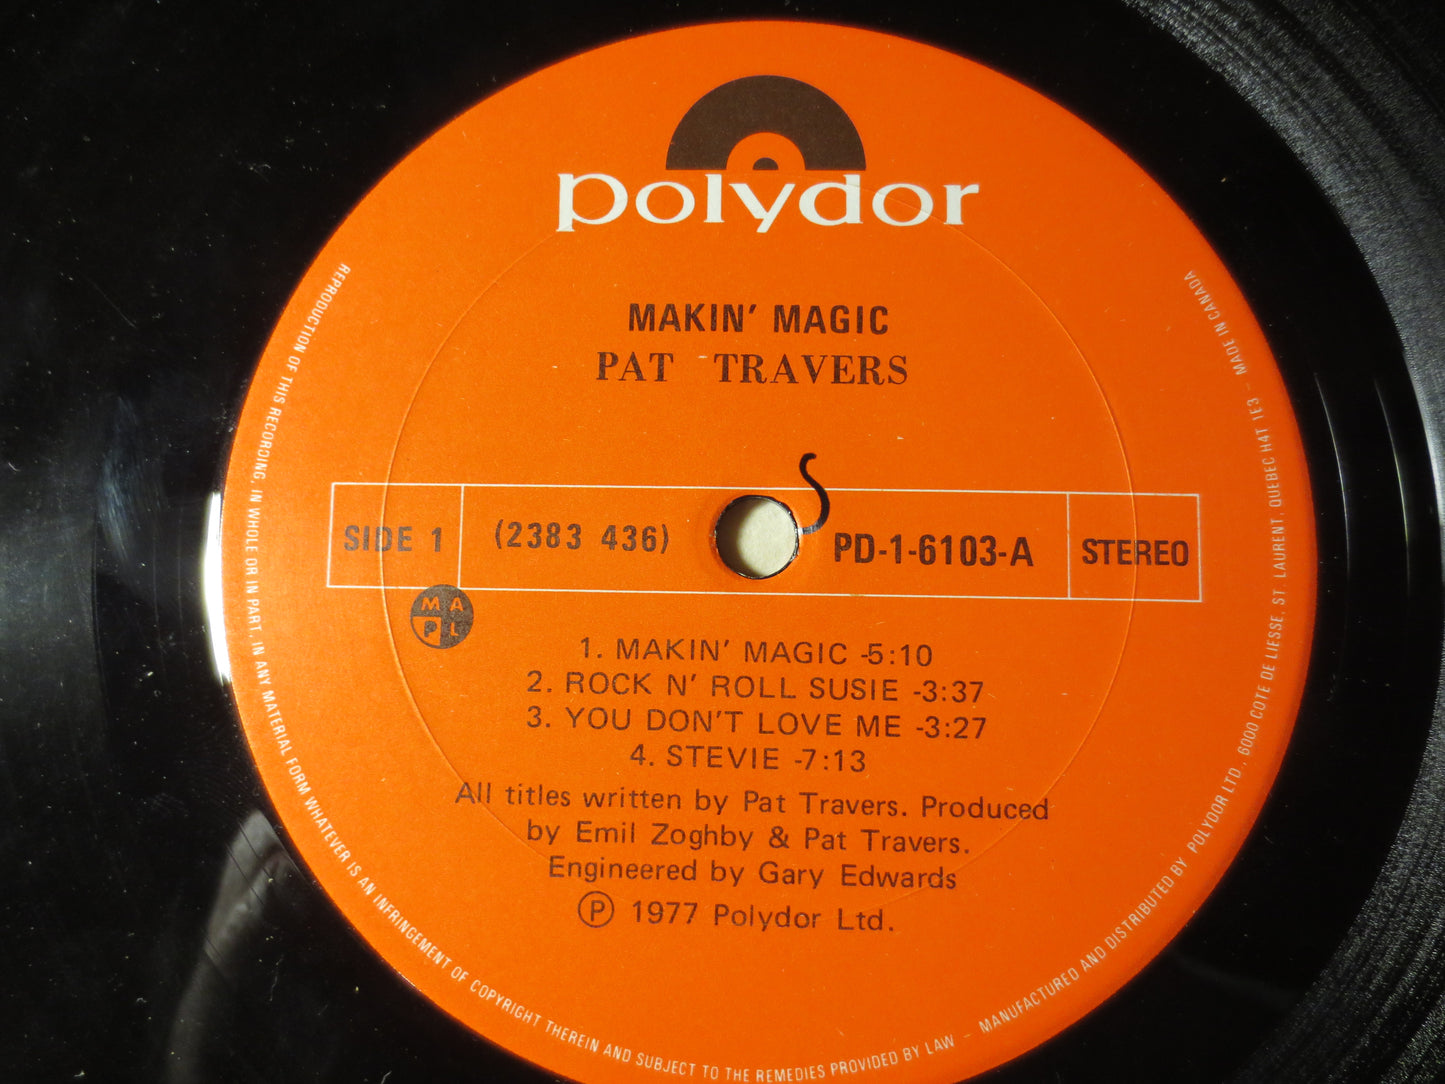 polydor
MAKIN' MAGIC
PAT TRAVERS
SIDE 1 (2383 436) PD-1-6103-A STEREO
M A
P L
1. MAKIN' MAGIC -5:10
2. ROCK N' ROLL SUSIE -3:37
3. YOU DON'T LOVE ME -3:27
4. STEVIE -7:13
All titles written by Pat Travers. Produced
by Emil Zoghby & Pat Travers.
Engineered by Gary Edwards
Ⓟ 1977 Polydor Ltd.
REPRODUCTION OF THIS RECORDING, IN WHOLE OR IN PART, IN ANY MATERIAL FORM WHATEVER IS AN INFRINGEMENT OF COPYRIGHT THEREIN AND SUBJECT TO THE REMEDIES PROVIDED BY LAW – MANUFACTURED AND DISTRIBUTED BY POLYDOR LTD., 6000 COTE DE LIESSE, ST. LAURENT, QUEBEC H4T 1E3 – MADE IN CANADA